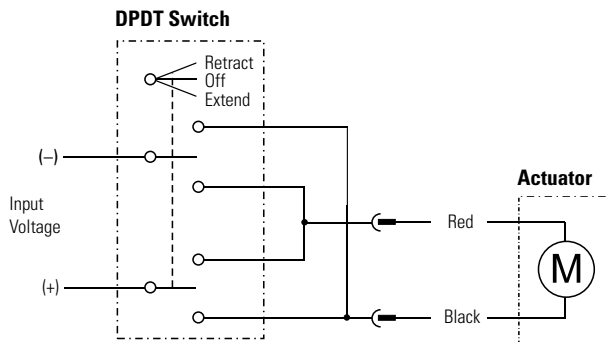 DPDT Switch
Retract
Off
Extend
(–)
Input
Voltage
(+)
Red
Black
Actuator
M